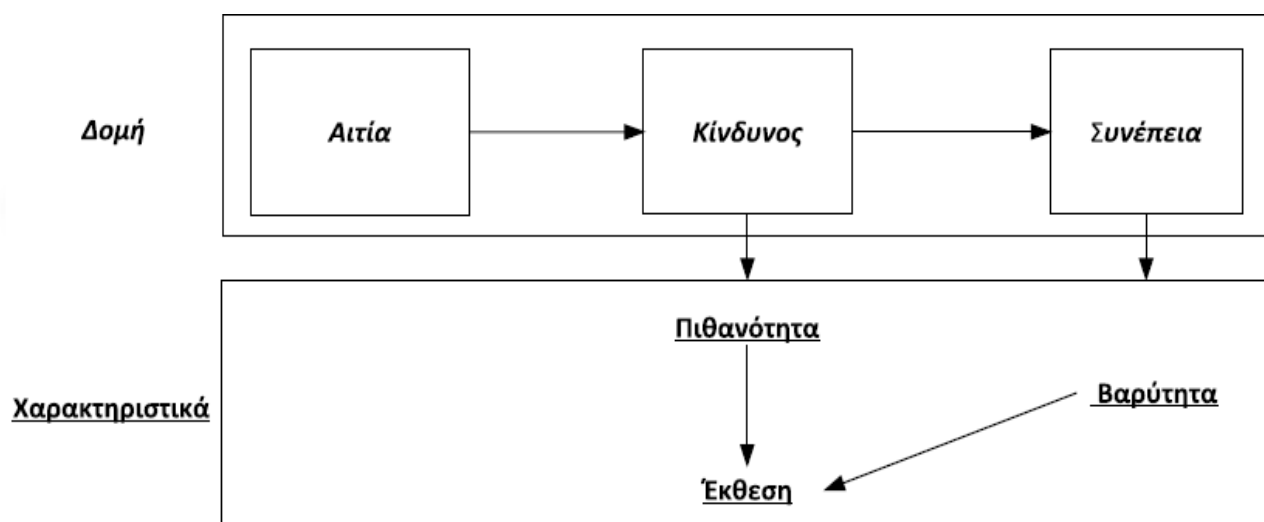 Δομή
Αιτία
Κίνδυνος
Συνέπεια
Πιθανότητα
Χαρακτηριστικά
Βαρύτητα
Έκθεση